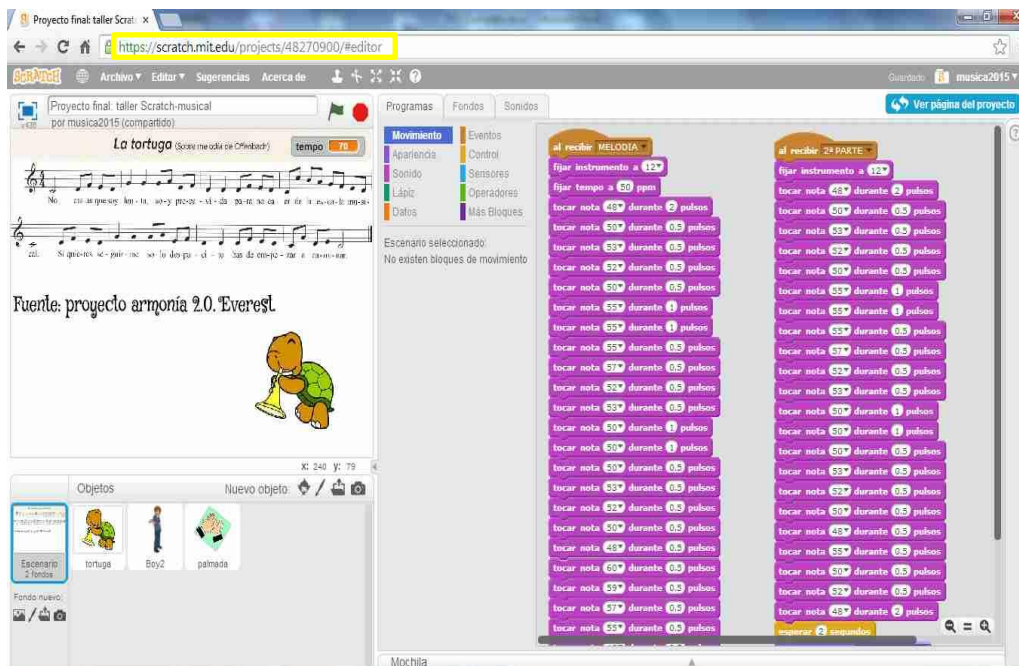 Proyecto final: taller Scrat
https://scratch.mit.edu/projects/48270900/#editor
SCRATCH Archivo Editar Sugerencias Acerca de
Guardado musica2015
Proyecto final: taller Scratch-musical
por musica2015 (compartido)
v430
La tortuga
tempo 70
Fuente: proyecto armonía 2.0. Everest.
x: 240 y: 79
Objetos
Nuevo objeto:
Escenario
2 fondos
tortuga
Boy2
palmada
Fondo nuevo:
Programas Fondos Sonidos
Ver página del proyecto
Movimiento
Apariencia
Sonido
Lápiz
Datos
Eventos
Control
Sensores
Operadores
Más Bloques
Escenario seleccionado:
No existen bloques de movimiento
al recibir MELODÍA
fijar instrumento a 12
fijar tempo a 50 ppm
tocar nota 48 durante 2 pulsos
tocar nota 50 durante 0.5 pulsos
tocar nota 53 durante 0.5 pulsos
tocar nota 52 durante 0.5 pulsos
tocar nota 50 durante 0.5 pulsos
tocar nota 55 durante 1 pulsos
tocar nota 55 durante 1 pulsos
tocar nota 55 durante 0.5 pulsos
tocar nota 57 durante 0.5 pulsos
tocar nota 52 durante 0.5 pulsos
tocar nota 53 durante 0.5 pulsos
tocar nota 50 durante 1 pulsos
tocar nota 50 durante 1 pulsos
tocar nota 50 durante 0.5 pulsos
tocar nota 53 durante 0.5 pulsos
tocar nota 52 durante 0.5 pulsos
tocar nota 50 durante 0.5 pulsos
tocar nota 48 durante 0.5 pulsos
tocar nota 60 durante 0.5 pulsos
tocar nota 59 durante 0.5 pulsos
tocar nota 57 durante 0.5 pulsos
tocar nota 55 durante 0.5 pulsos
al recibir 2ª PARTE
fijar instrumento a 12
tocar nota 48 durante 2 pulsos
tocar nota 50 durante 0.5 pulsos
tocar nota 53 durante 0.5 pulsos
tocar nota 52 durante 0.5 pulsos
tocar nota 50 durante 0.5 pulsos
tocar nota 55 durante 1 pulsos
tocar nota 55 durante 1 pulsos
tocar nota 55 durante 0.5 pulsos
tocar nota 57 durante 0.5 pulsos
tocar nota 52 durante 0.5 pulsos
tocar nota 53 durante 0.5 pulsos
tocar nota 50 durante 1 pulsos
tocar nota 50 durante 1 pulsos
tocar nota 50 durante 0.5 pulsos
tocar nota 53 durante 0.5 pulsos
tocar nota 52 durante 0.5 pulsos
tocar nota 50 durante 0.5 pulsos
tocar nota 48 durante 0.5 pulsos
tocar nota 55 durante 0.5 pulsos
tocar nota 50 durante 0.5 pulsos
tocar nota 52 durante 0.5 pulsos
tocar nota 48 durante 2 pulsos
esperar 2 segundos
Mochila